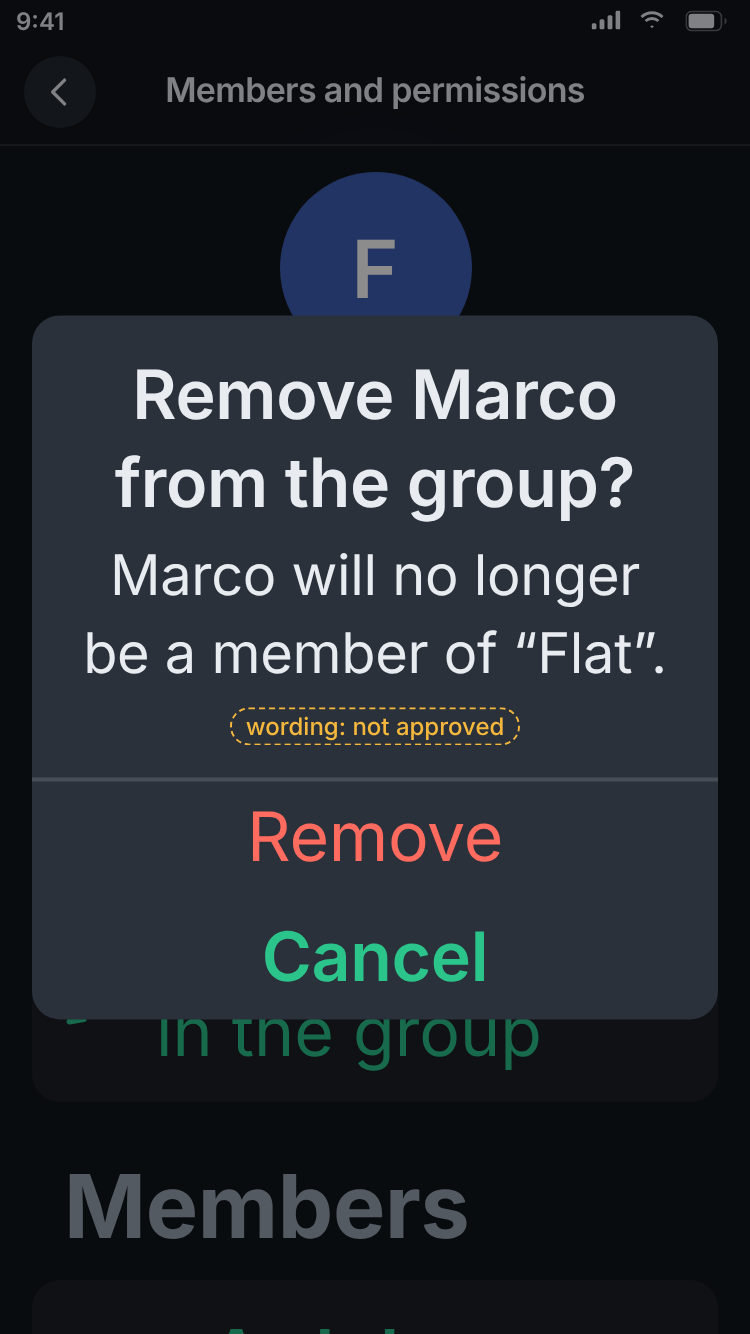 9:41
Members and permissions
F
Remove Marco
from the group?
Marco will no longer
be a member of “Flat”.
wording: not approved
Remove
Cancel
in the group
Members